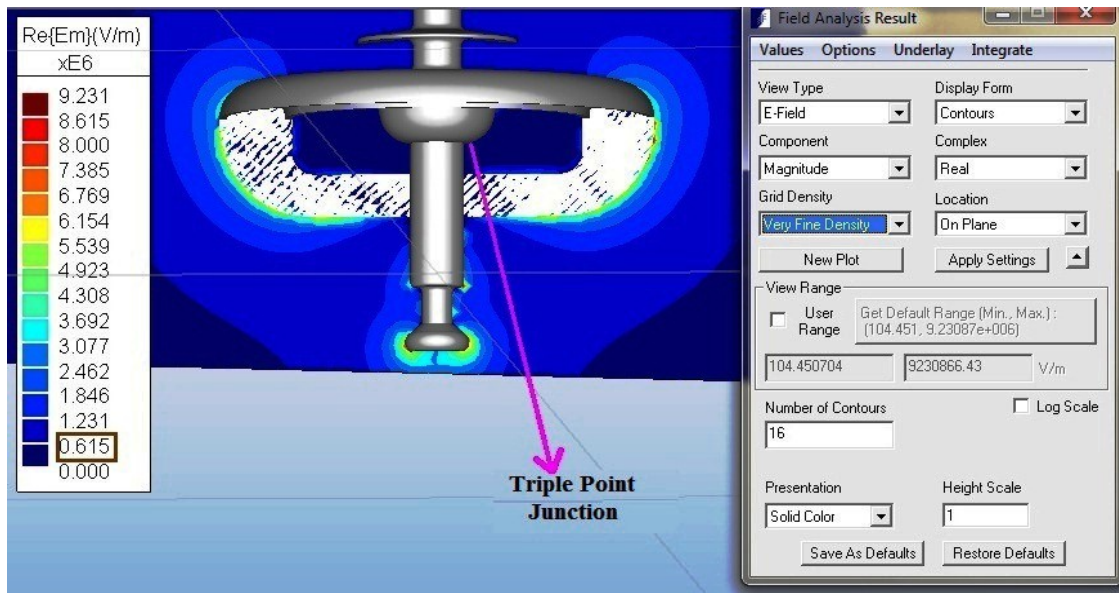 Re{Em}(V/m)
xE6
9.231
8.615
8.000
7.385
6.769
6.154
5.539
4.923
4.308
3.692
3.077
2.462
1.846
1.231
0.615
0.000
Triple Point
Junction
Field Analysis Result
Values Options Underlay Integrate
View Type Display Form
E-Field Contours
Component Complex
Magnitude Real
Grid Density Location
Very Fine Density On Plane
New Plot Apply Settings
View Range
User Range
Get Default Range (Min., Max.) :
(104.451, 9.23087e+006)
104.450704 9230866.43 V/m
Number of Contours Log Scale
16
Presentation Height Scale
Solid Color 1
Save As Defaults Restore Defaults